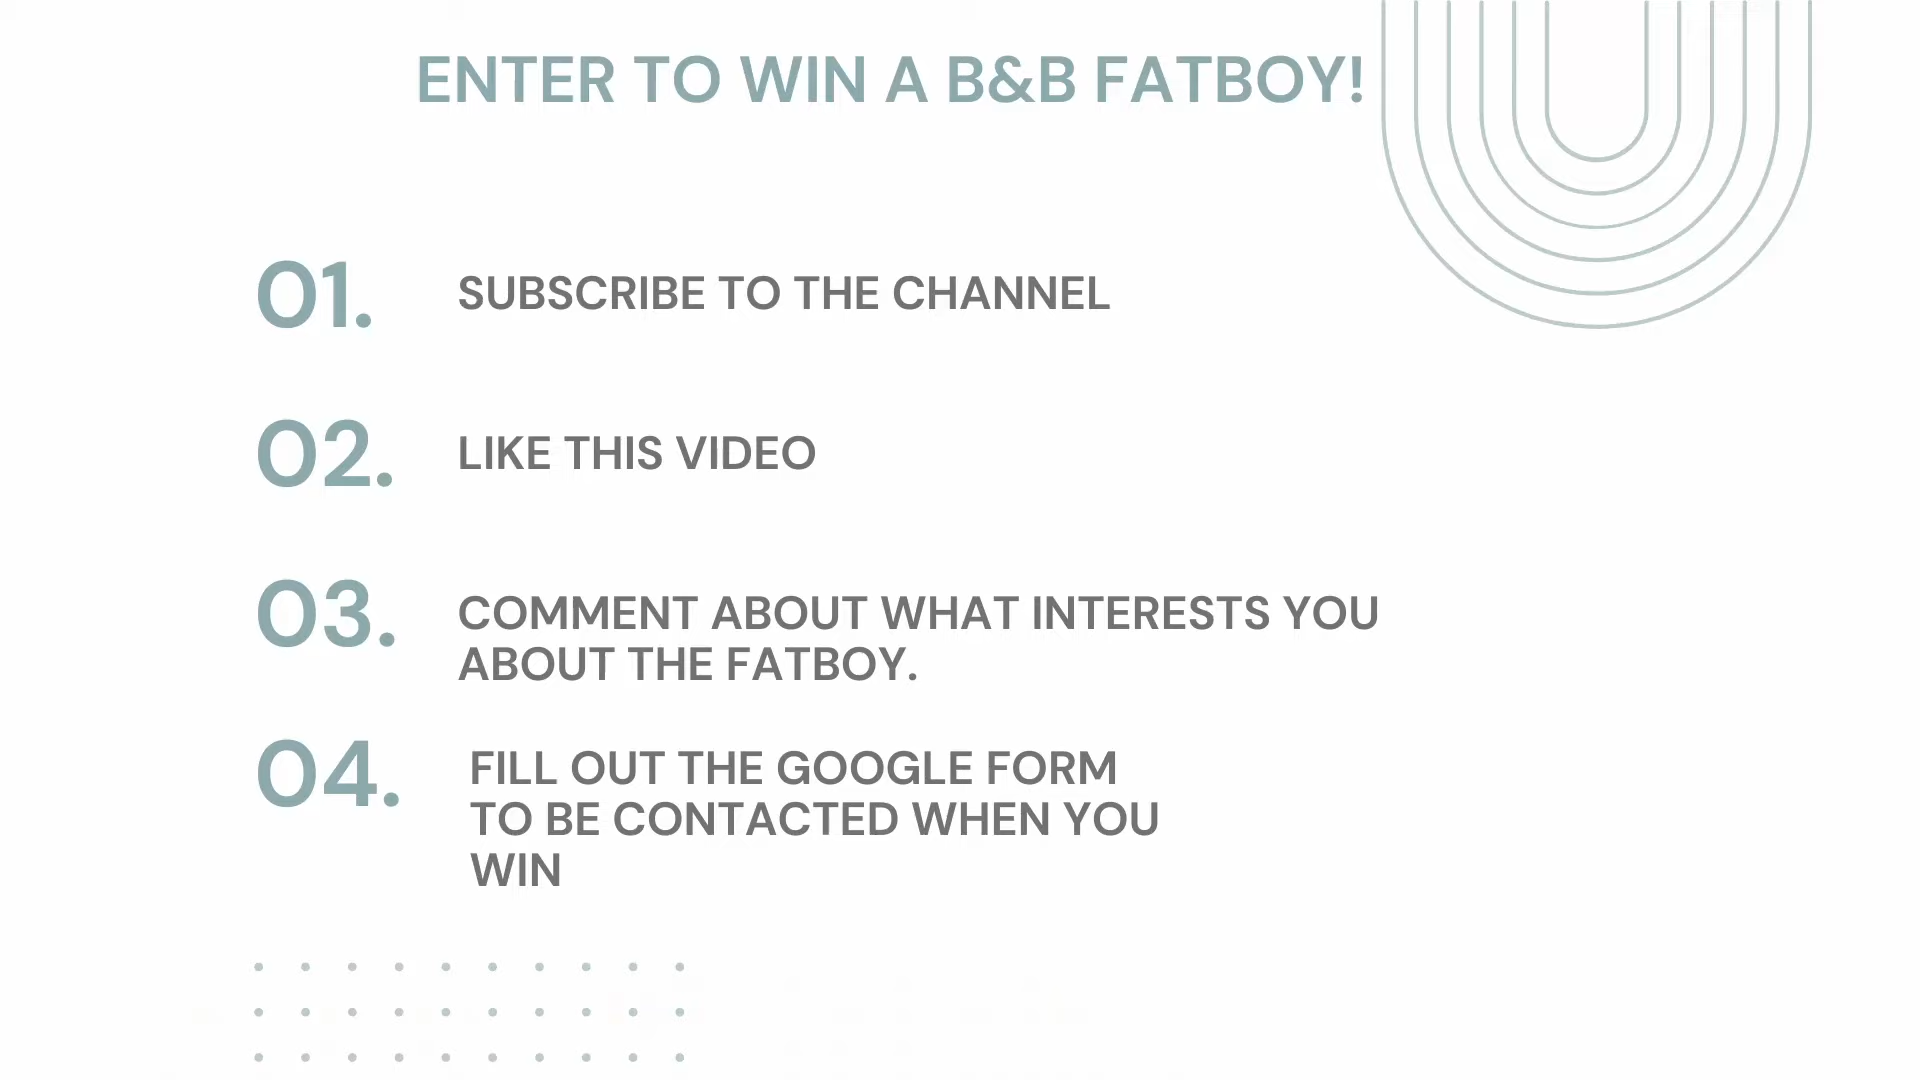 ENTER TO WIN A B&B FATBOY!
01. SUBSCRIBE TO THE CHANNEL
02. LIKE THIS VIDEO
03. COMMENT ABOUT WHAT INTERESTS YOU
ABOUT THE FATBOY.
04. FILL OUT THE GOOGLE FORM
TO BE CONTACTED WHEN YOU
WIN